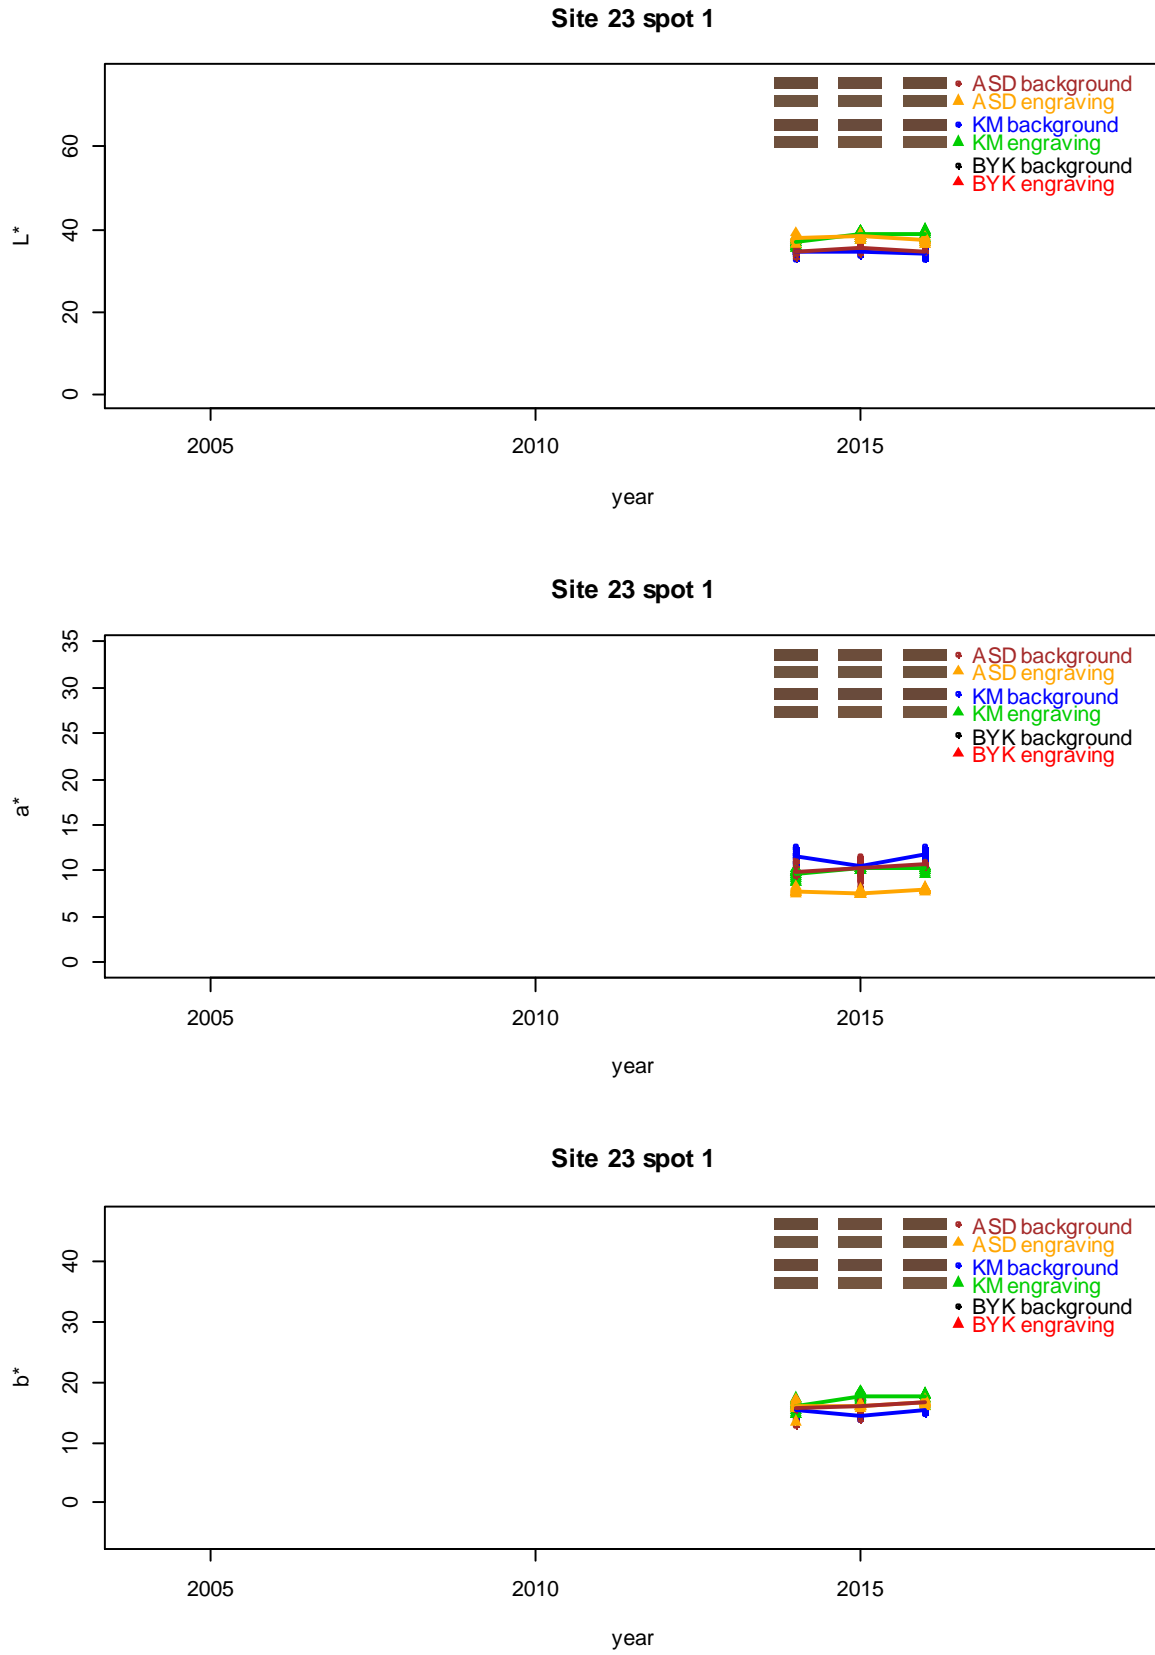 Site 23 spot 1
ASD background
ASD engraving
KM background
KM engraving
BYK background
BYK engraving
L*
60
40
20
0
2005 2010 2015
year
Site 23 spot 1
ASD background
ASD engraving
KM background
KM engraving
BYK background
BYK engraving
a*
35
30
25
20
15
10
5
0
2005 2010 2015
year
Site 23 spot 1
ASD background
ASD engraving
KM background
KM engraving
BYK background
BYK engraving
b*
40
30
20
10
0
2005 2010 2015
year